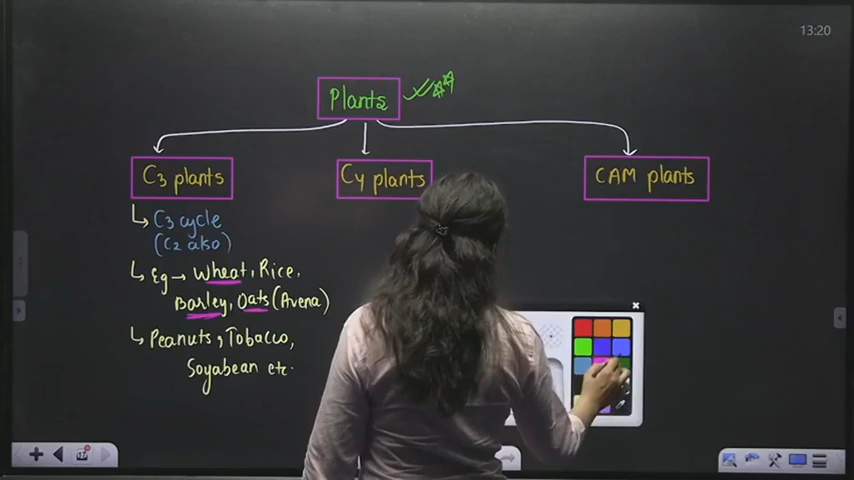 13:20
Plants
C3 plants
C4 plants
CAM plants
C3 cycle
(C2 also)
Eg → Wheat, Rice,
Barley, Oats (Avena)
Peanuts, Tobacco,
Soyabean etc.